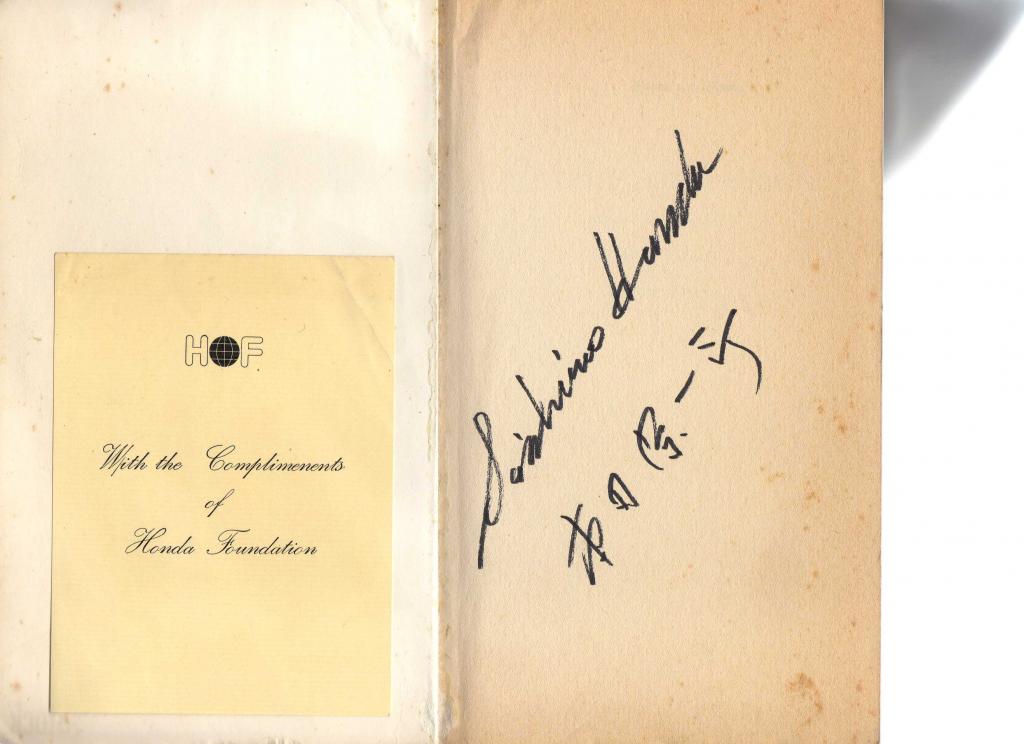 HOF
With the Complimenents
of
Honda Foundation
Soichiro Honda
本田宗一郎